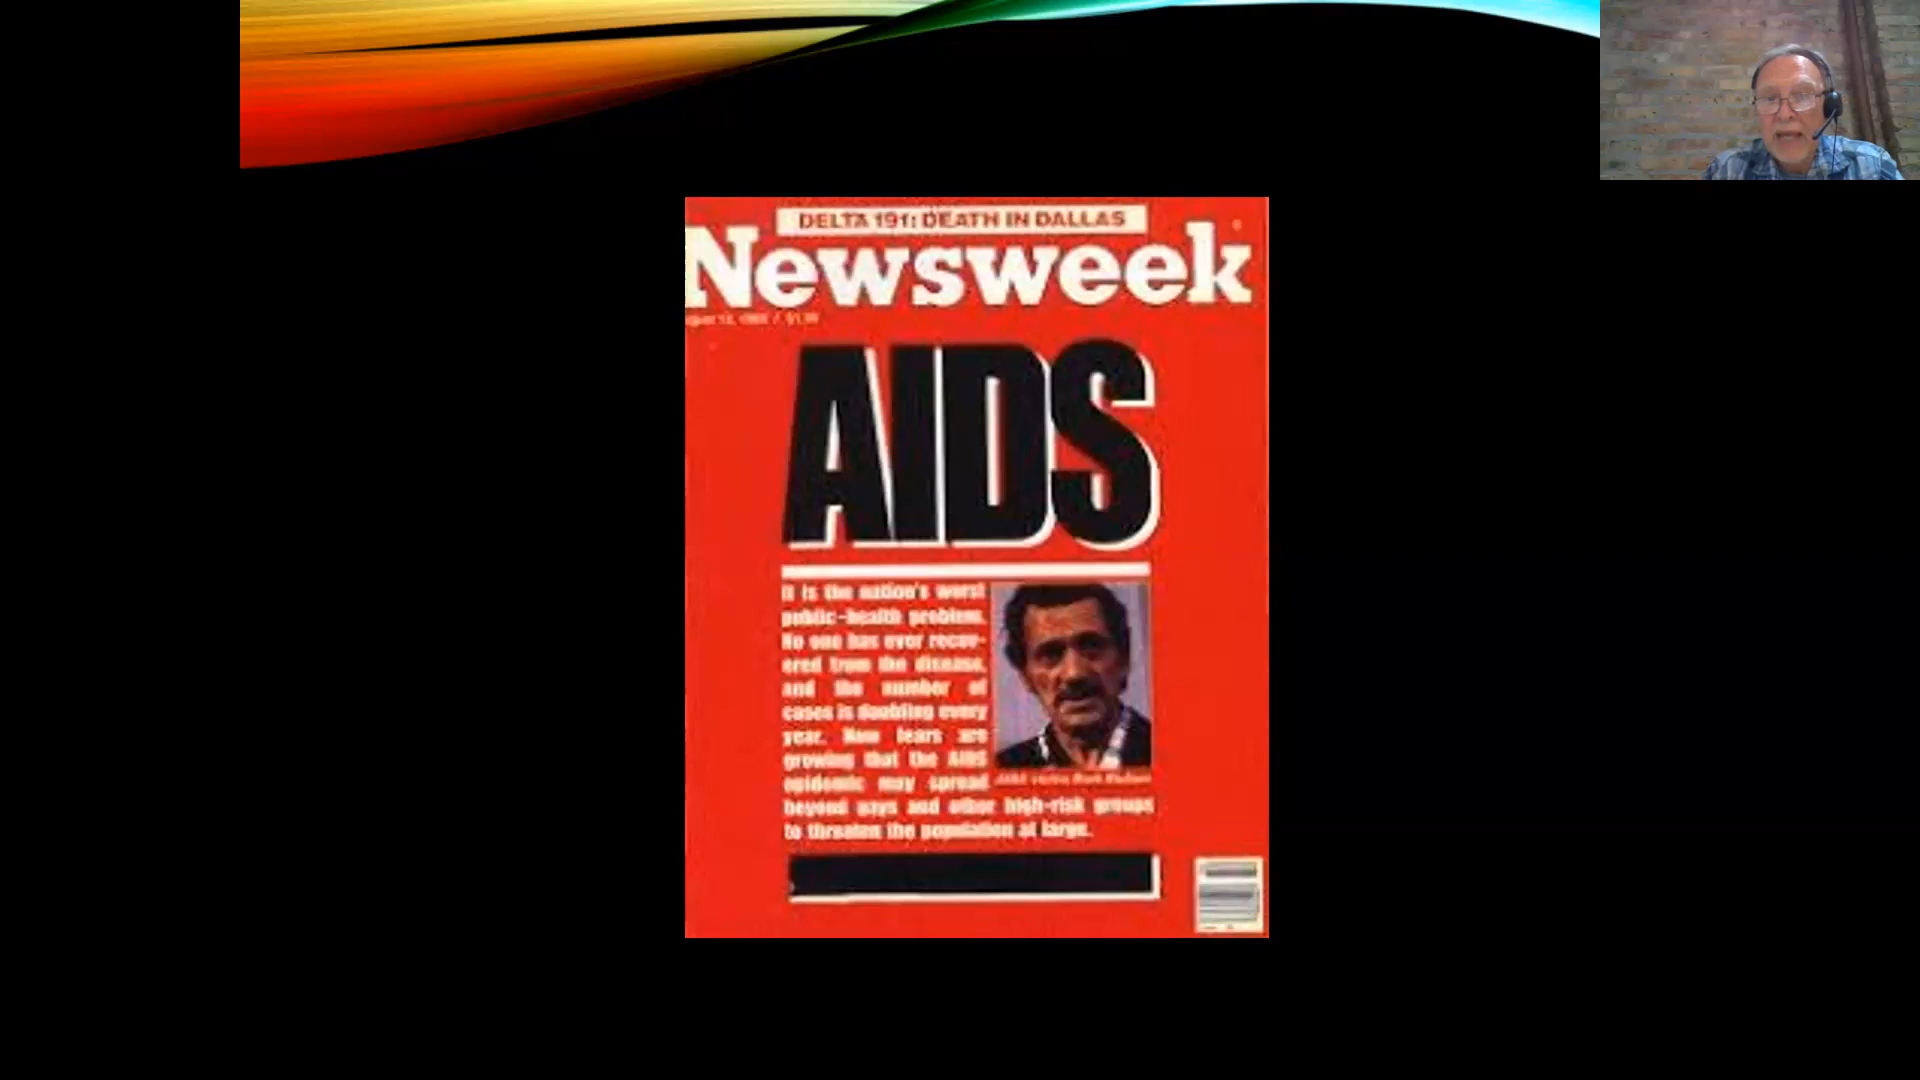 DELTA 191: DEATH IN DALLAS
Newsweek
AIDS
It is the nation's worst
public-health problem.
No one has ever recov-
ered from the disease,
and the number of
cases is doubling every
year. Now fears are
growing that the AIDS
epidemic may spread
beyond gays and other high-risk groups
to threaten the population at large.